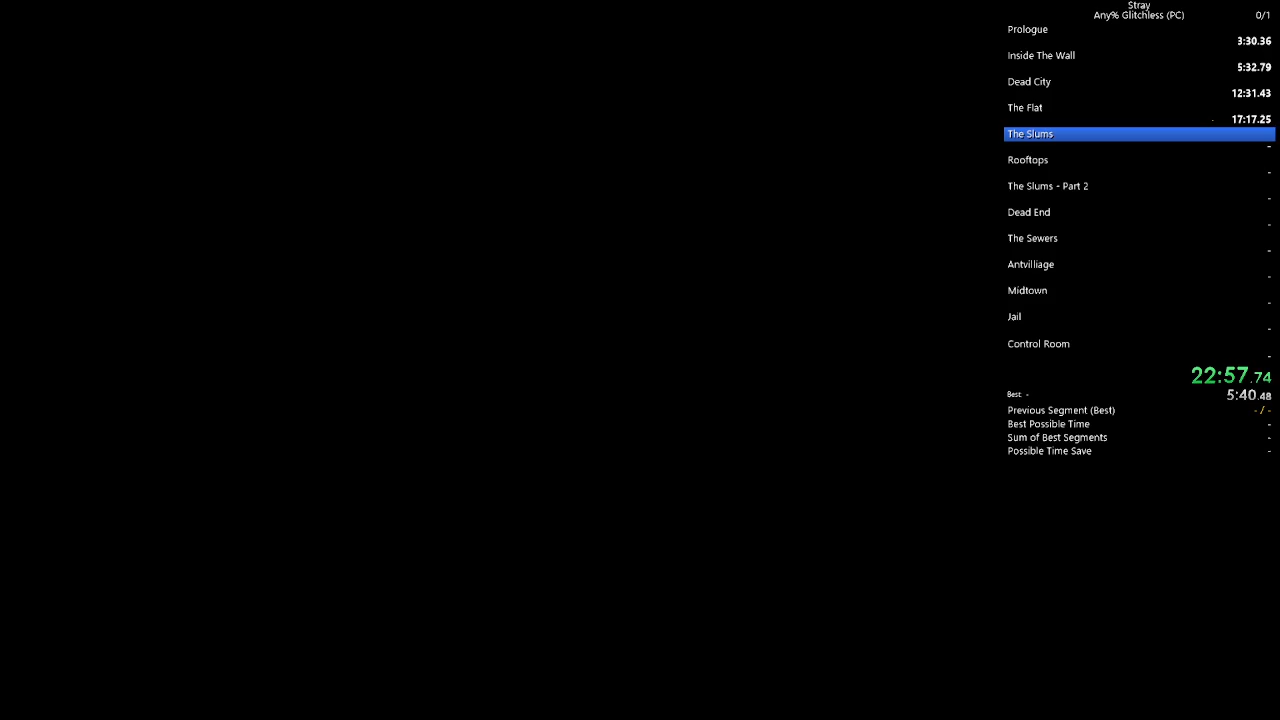 Stray
Any% Glitchless (PC) 0/1
Prologue
3:30.36
Inside The Wall
5:32.79
Dead City
12:31.43
The Flat
17:17.25
The Slums
-
Rooftops
-
The Slums - Part 2
-
Dead End
-
The Sewers
-
Antvilliage
-
Midtown
-
Jail
-
Control Room
-
22:57.74
Best: - 5:40.48
Previous Segment (Best) - / -
Best Possible Time -
Sum of Best Segments -
Possible Time Save -